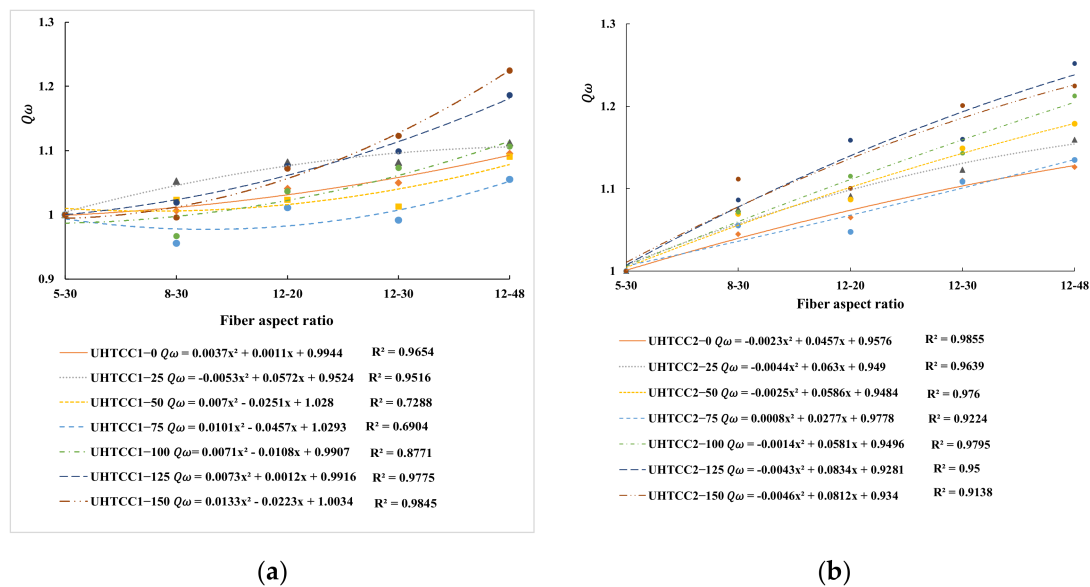 1.3
1.2
1.1
1
0.9
Qω
5-30 8-30 12-20 12-30 12-48
Fiber aspect ratio
UHTCC1−0 Qω = 0.0037x² + 0.0011x + 0.9944 R² = 0.9654
UHTCC1−25 Qω = -0.0053x² + 0.0572x + 0.9524 R² = 0.9516
UHTCC1−50 Qω = 0.007x² - 0.0251x + 1.028 R² = 0.7288
UHTCC1−75 Qω = 0.0101x² - 0.0457x + 1.0293 R² = 0.6904
UHTCC1−100 Qω = 0.0071x² - 0.0108x + 0.9907 R² = 0.8771
UHTCC1−125 Qω = 0.0073x² + 0.0012x + 0.9916 R² = 0.9775
UHTCC1−150 Qω = 0.0133x² - 0.0223x + 1.0034 R² = 0.9845
(a)
1.3
1.2
1.1
1
Qω
5-30 8-30 12-20 12-30 12-48
Fiber aspect ratio
UHTCC2−0 Qω = -0.0023x² + 0.0457x + 0.9576 R² = 0.9855
UHTCC2−25 Qω = -0.0044x² + 0.063x + 0.949 R² = 0.9639
UHTCC2−50 Qω = -0.0025x² + 0.0586x + 0.9484 R² = 0.976
UHTCC2−75 Qω = 0.0008x² + 0.0277x + 0.9778 R² = 0.9224
UHTCC2−100 Qω = -0.0014x² + 0.0581x + 0.9496 R² = 0.9795
UHTCC2−125 Qω = -0.0043x² + 0.0834x + 0.9281 R² = 0.95
UHTCC2−150 Qω = -0.0046x² + 0.0812x + 0.934 R² = 0.9138
(b)